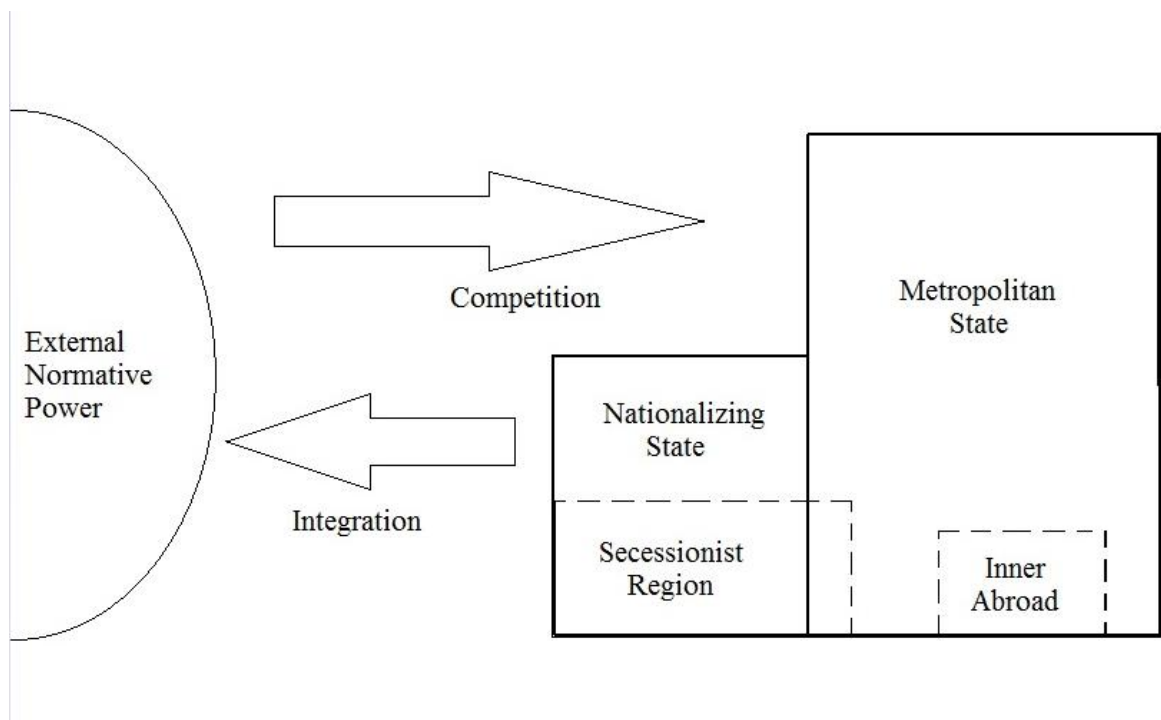 External
Normative
Power
Competition
Integration
Metropolitan
State
Nationalizing
State
Secessionist
Region
Inner
Abroad